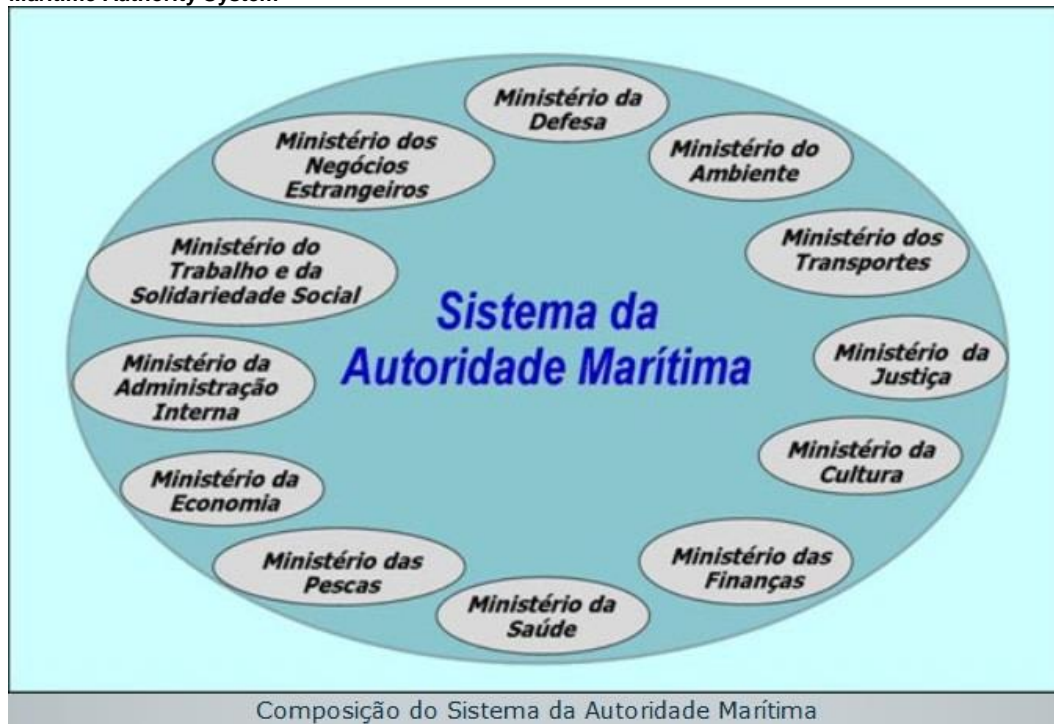 Maritime Authority System
Ministério da
Defesa
Ministério do
Ambiente
Ministério dos
Transportes
Ministério da
Justiça
Ministério da
Cultura
Ministério das
Finanças
Ministério da
Saúde
Ministério das
Pescas
Ministério da
Economia
Ministério da
Administração
Interna
Ministério do
Trabalho e da
Solidariedade Social
Ministério dos
Negócios
Estrangeiros
Sistema da
Autoridade Marítima
Composição do Sistema da Autoridade Marítima